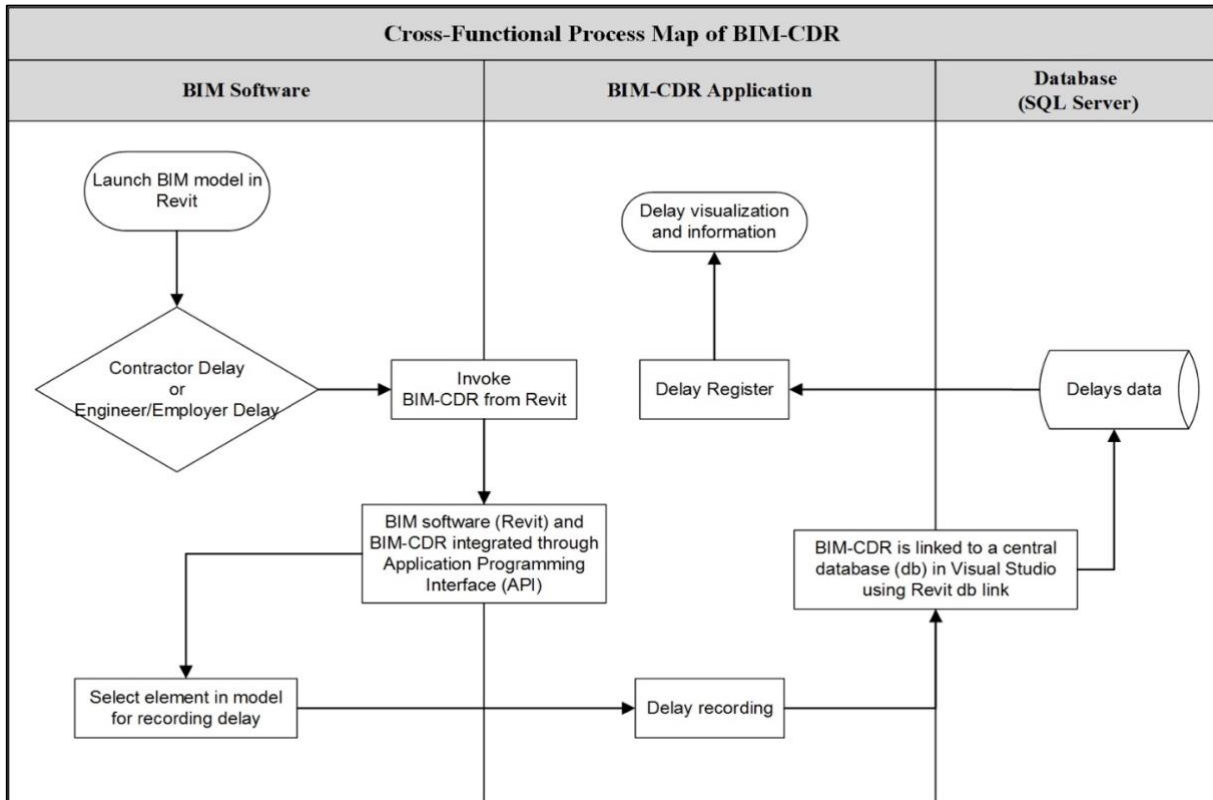 Cross-Functional Process Map of BIM-CDR
BIM Software
BIM-CDR Application
Database
(SQL Server)
Launch BIM model in
Revit
Contractor Delay
or
Engineer/Employer Delay
Invoke
BIM-CDR from Revit
BIM software (Revit) and
BIM-CDR integrated through
Application Programming
Interface (API)
Select element in model
for recording delay
Delay recording
BIM-CDR is linked to a central
database (db) in Visual Studio
using Revit db link
Delays data
Delay Register
Delay visualization
and information